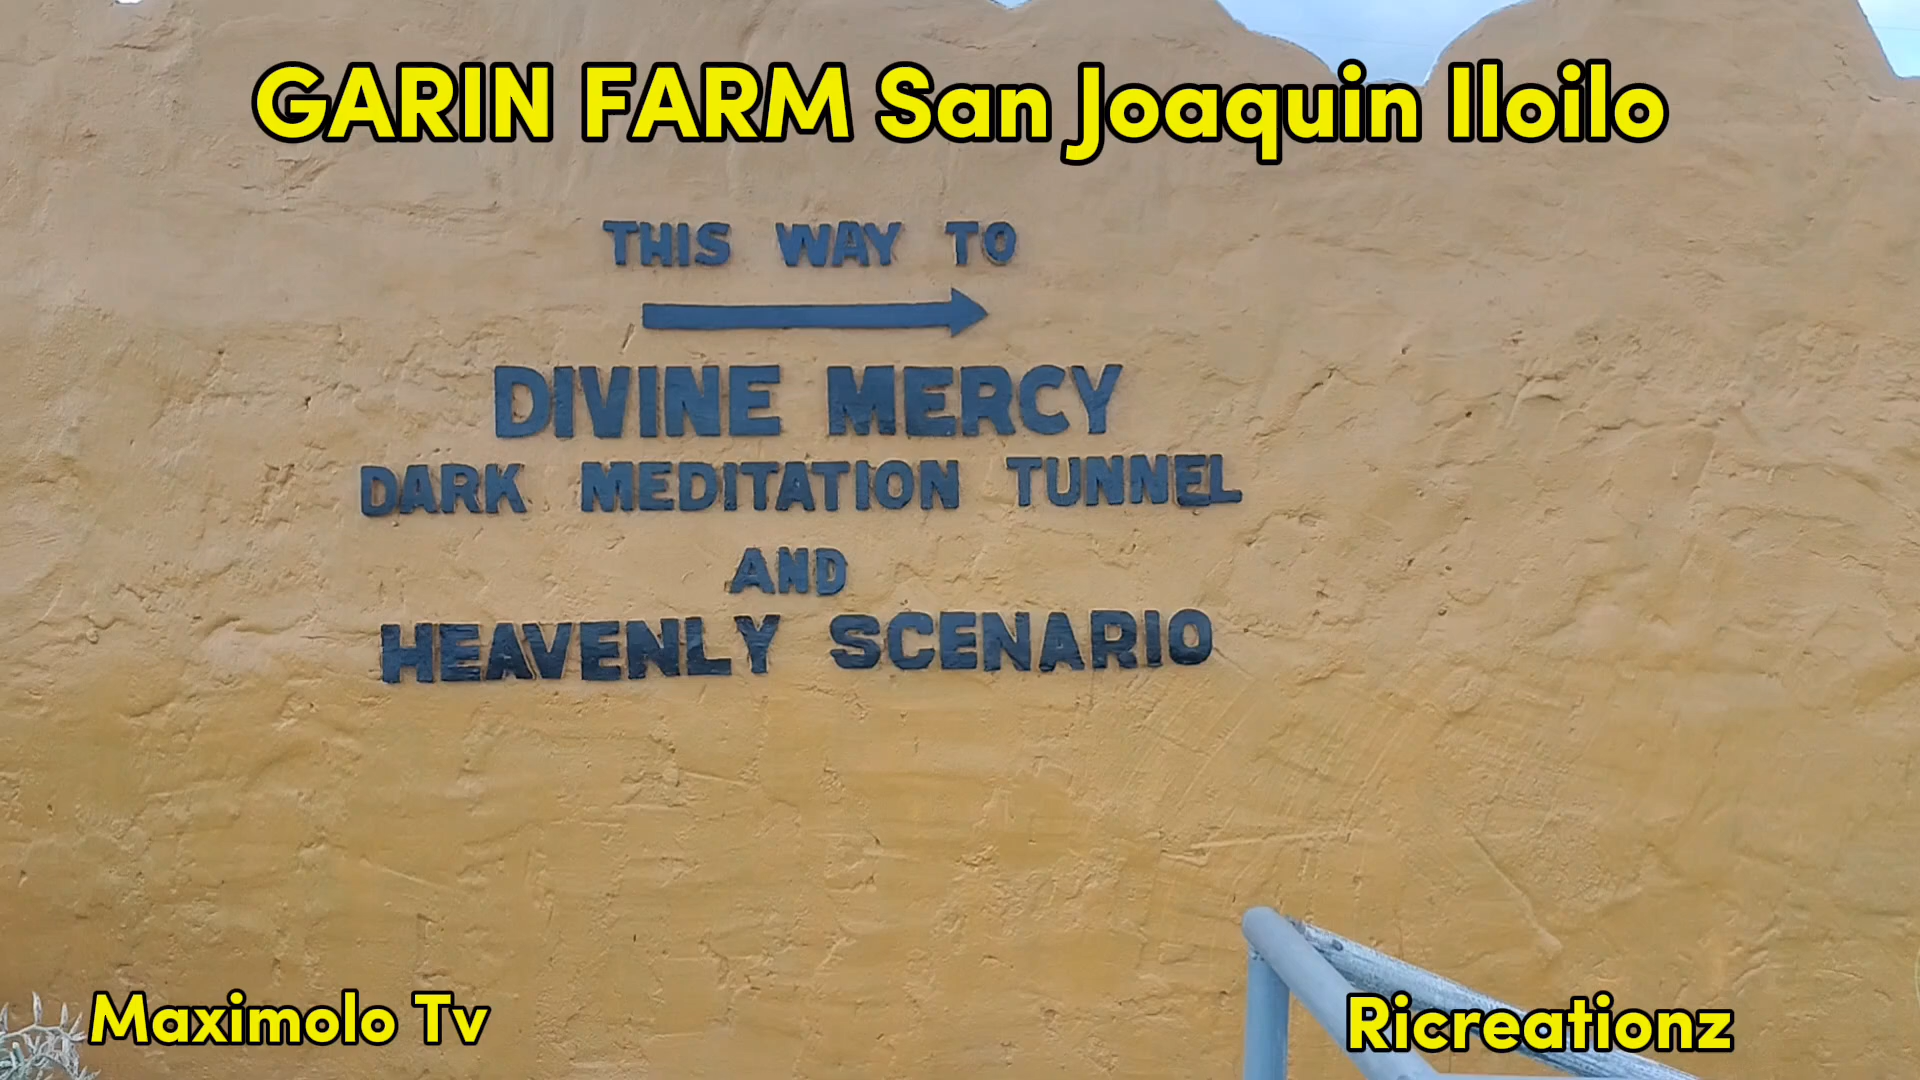 GARIN FARM San Joaquin Iloilo
THIS WAY TO
DIVINE MERCY
DARK MEDITATION TUNNEL
AND
HEAVENLY SCENARIO
Maximolo Tv
Ricreationz